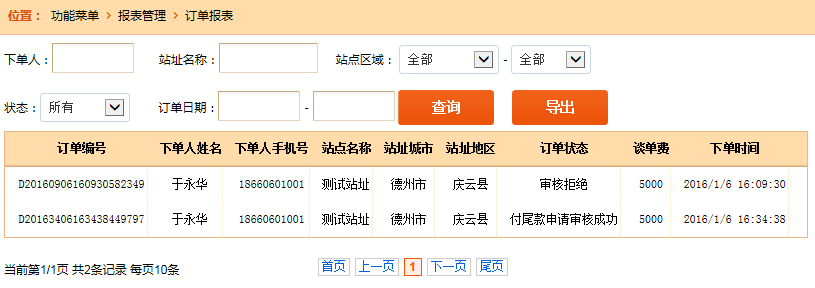 位置： 功能菜单 > 报表管理 > 订单报表
下单人： 站址名称： 站点区域： 全部 - 全部
状态： 所有 订单日期： - 查询 导出
订单编号 下单人姓名 下单人手机号 站点名称 站址城市 站址地区 订单状态 谈单费 下单时间
D20160906160930582349 于永华 18660601001 测试站址 德州市 庆云县 审核拒绝 5000 2016/1/6 16:09:30
D20163406163438449797 于永华 18660601001 测试站址 德州市 庆云县 付尾款申请审核成功 5000 2016/1/6 16:34:38
当前第1/1页 共2条记录 每页10条 首页 上一页 1 下一页 尾页